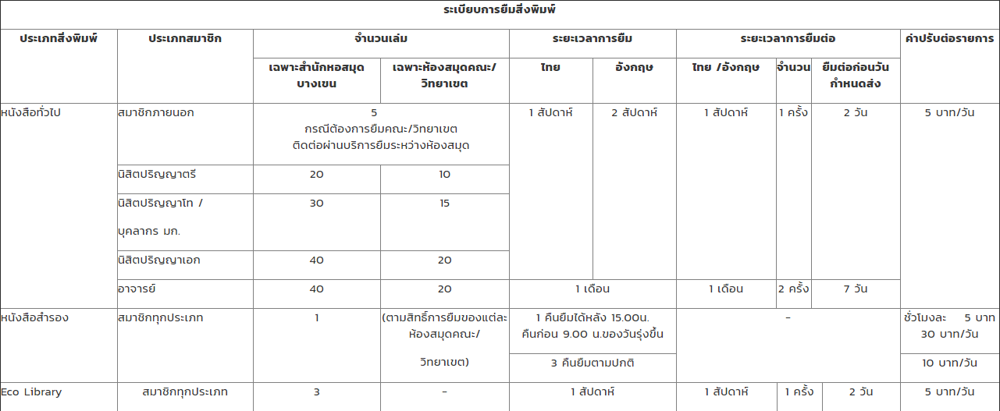 ระเบียบการยืมสิ่งพิมพ์
ประเภทสิ่งพิมพ์ ประเภทสมาชิก จำนวนเล่ม ระยะเวลาการยืม ระยะเวลาการยืมต่อ ค่าปรับต่อรายการ
เฉพาะสำนักหอสมุด เฉพาะห้องสมุดคณะ/ ไทย อังกฤษ ไทย /อังกฤษ จำนวน ยืมต่อก่อนวัน
บางเขน วิทยาเขต กำหนดส่ง
หนังสือทั่วไป สมาชิกภายนอก 5 1 สัปดาห์ 2 สัปดาห์ 1 สัปดาห์ 1 ครั้ง 2 วัน 5 บาท/วัน
กรณีต้องการยืมคณะ/วิทยาเขต
ติดต่อผ่านบริการยืมระหว่างห้องสมุด
นิสิตปริญญาตรี 20 10
นิสิตปริญญาโท / 30 15
บุคลากร มก.
นิสิตปริญญาเอก 40 20
อาจารย์ 40 20 1 เดือน 1 เดือน 2 ครั้ง 7 วัน
หนังสือสำรอง สมาชิกทุกประเภท 1 (ตามสิทธิ์การยืมของแต่ละ 1 คืนยืมได้หลัง 15.00น. - ชั่วโมงละ 5 บาท
ห้องสมุดคณะ/ คืนก่อน 9.00 น.ของวันรุ่งขึ้น 30 บาท/วัน
วิทยาเขต) 3 คืนยืมตามปกติ 10 บาท/วัน
Eco Library สมาชิกทุกประเภท 3 - 1 สัปดาห์ 1 สัปดาห์ 1 ครั้ง 2 วัน 5 บาท/วัน